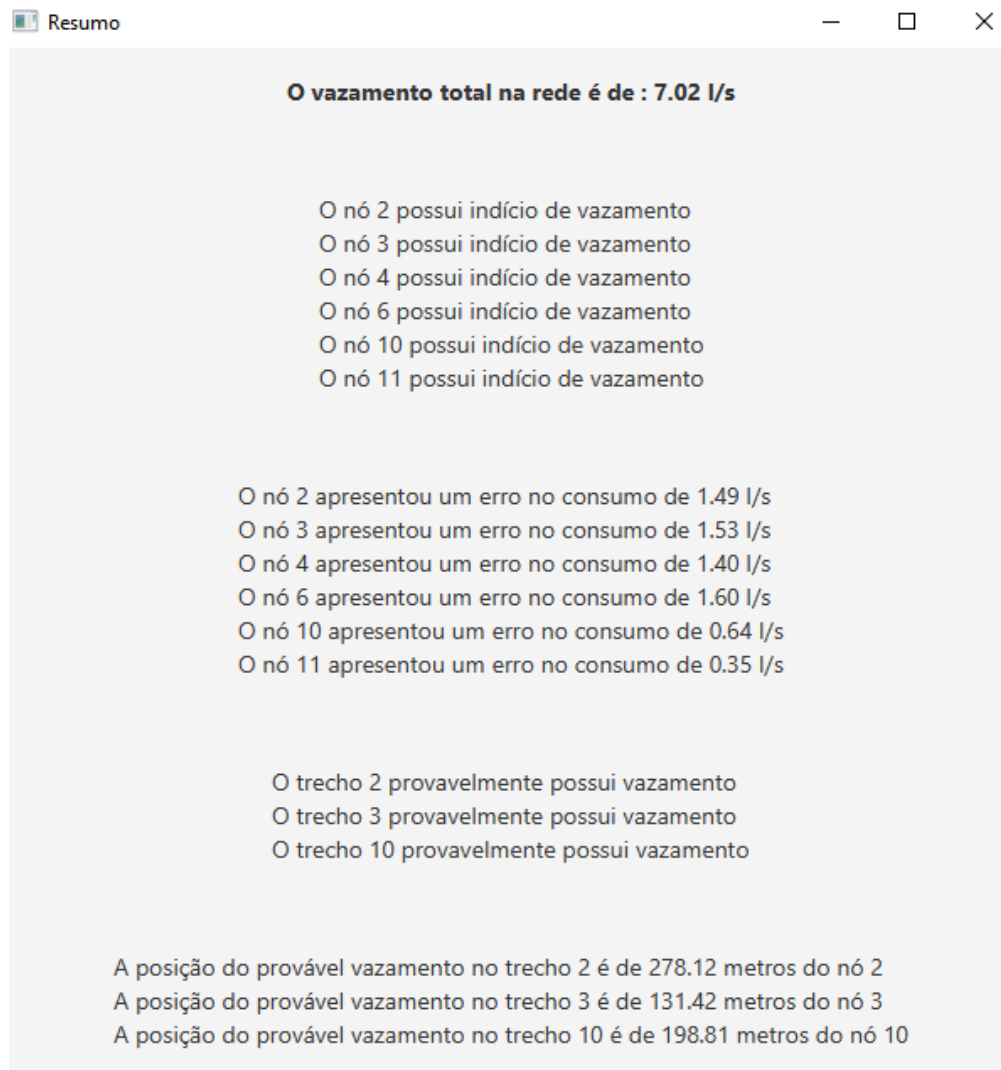 Resumo
O vazamento total na rede é de : 7.02 l/s
O nó 2 possui indício de vazamento
O nó 3 possui indício de vazamento
O nó 4 possui indício de vazamento
O nó 6 possui indício de vazamento
O nó 10 possui indício de vazamento
O nó 11 possui indício de vazamento
O nó 2 apresentou um erro no consumo de 1.49 l/s
O nó 3 apresentou um erro no consumo de 1.53 l/s
O nó 4 apresentou um erro no consumo de 1.40 l/s
O nó 6 apresentou um erro no consumo de 1.60 l/s
O nó 10 apresentou um erro no consumo de 0.64 l/s
O nó 11 apresentou um erro no consumo de 0.35 l/s
O trecho 2 provavelmente possui vazamento
O trecho 3 provavelmente possui vazamento
O trecho 10 provavelmente possui vazamento
A posição do provável vazamento no trecho 2 é de 278.12 metros do nó 2
A posição do provável vazamento no trecho 3 é de 131.42 metros do nó 3
A posição do provável vazamento no trecho 10 é de 198.81 metros do nó 10